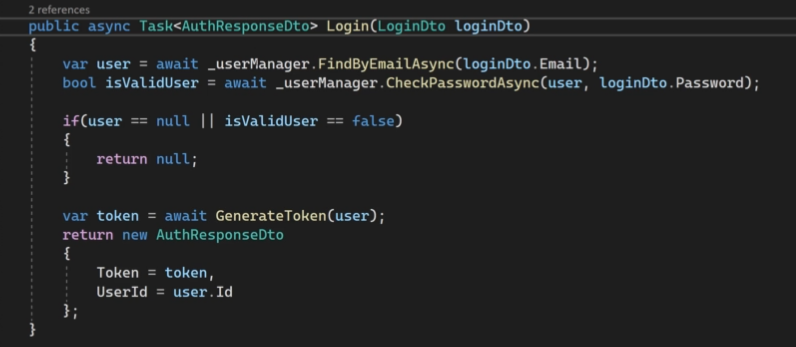 2 references
public async Task<AuthResponseDto> Login(LoginDto loginDto)
{
    var user = await _userManager.FindByEmailAsync(loginDto.Email);
    bool isValidUser = await _userManager.CheckPasswordAsync(user, loginDto.Password);

    if(user == null || isValidUser == false)
    {
        return null;
    }

    var token = await GenerateToken(user);
    return new AuthResponseDto
    {
        Token = token,
        UserId = user.Id
    };
}